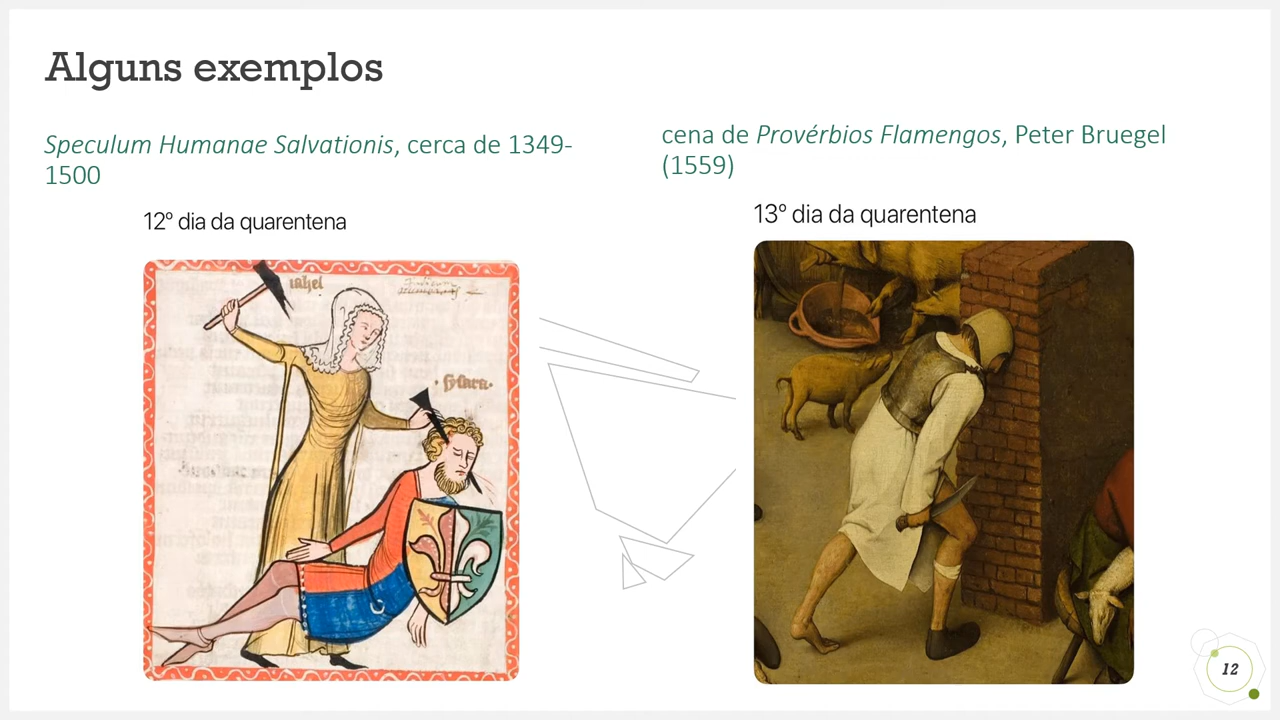 Alguns exemplos
Speculum Humanae Salvationis, cerca de 1349-
1500
12º dia da quarentena
iahel
cena de Provérbios Flamengos, Peter Bruegel
(1559)
13º dia da quarentena
12